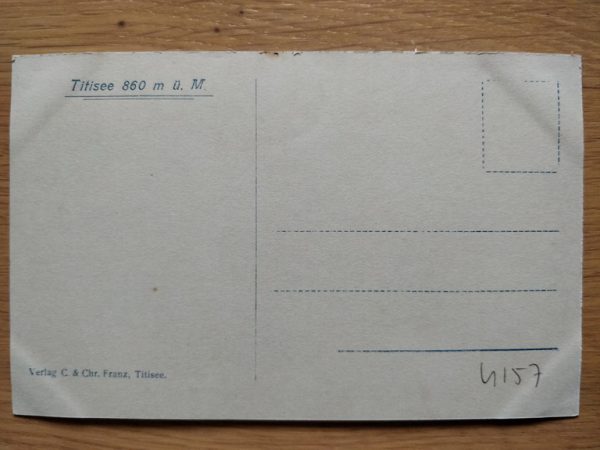 Titisee 860 m ü. M.
Verlag C. & Chr. Franz, Titisee.
4157